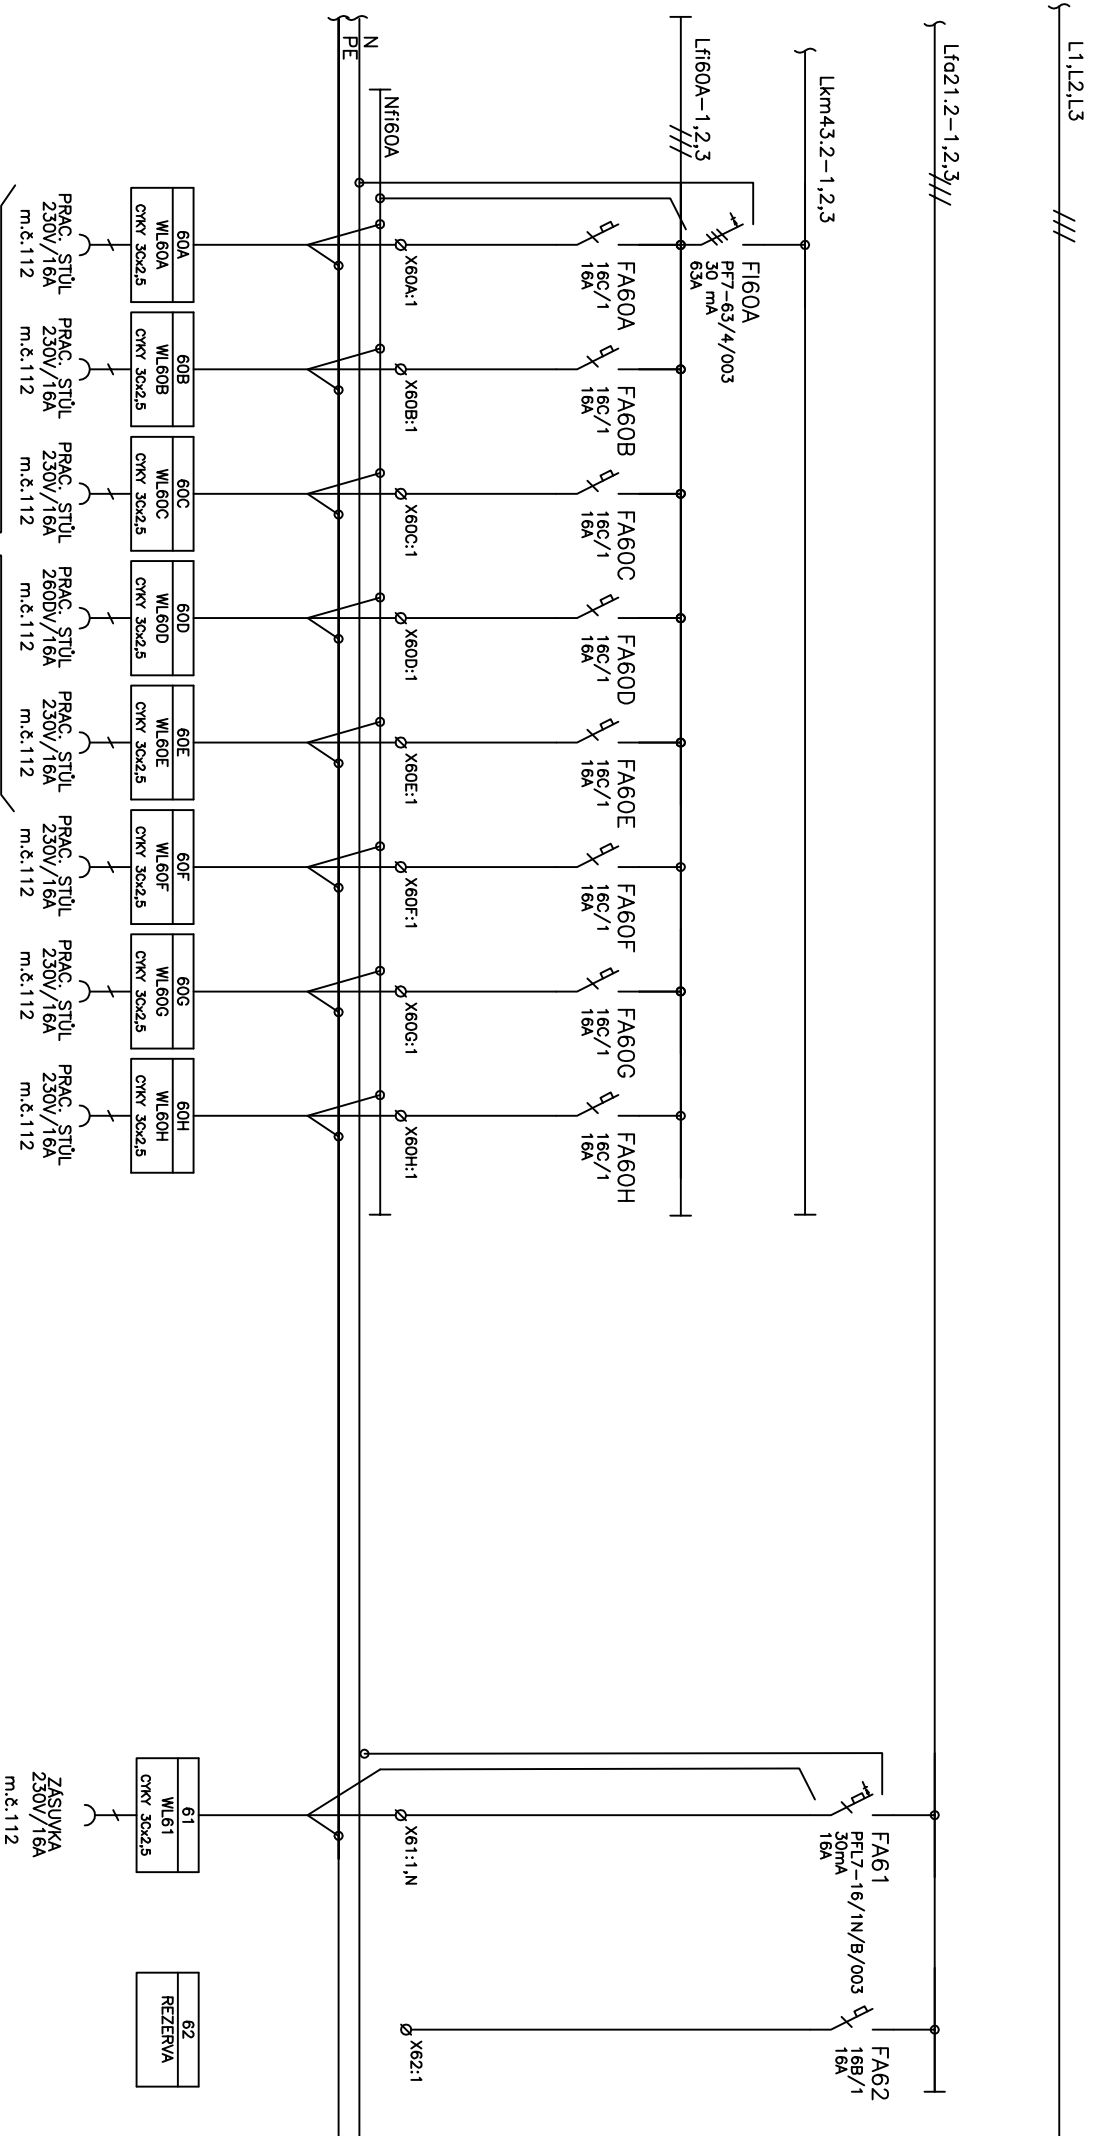 L1,L2,L3
Lfa21.2-1,2,3
Lkm43.2-1,2,3
Lfi60A-1,2,3
FI60A
PF7-63/4/003
30 mA
63A
FA60A
16C/1
16A
FA60B
16C/1
16A
FA60C
16C/1
16A
FA60D
16C/1
16A
FA60E
16C/1
16A
FA60F
16C/1
16A
FA60G
16C/1
16A
FA60H
16C/1
16A
FA61
PFL7-16/1N/B/003
30mA
16A
FA62
16B/1
16A
Nfi60A
N
PE
X60A:1
X60B:1
X60C:1
X60D:1
X60E:1
X60F:1
X60G:1
X60H:1
X61:1,N
X62:1
60A
WL60A
CYKY 3Cx2,5
60B
WL60B
CYKY 3Cx2,5
60C
WL60C
CYKY 3Cx2,5
60D
WL60D
CYKY 3Cx2,5
60E
WL60E
CYKY 3Cx2,5
60F
WL60F
CYKY 3Cx2,5
60G
WL60G
CYKY 3Cx2,5
60H
WL60H
CYKY 3Cx2,5
61
WL61
CYKY 3Cx2,5
62
REZERVA
PRAC. STŮL
230V/16A
m.č.112
PRAC. STŮL
230V/16A
m.č.112
PRAC. STŮL
230V/16A
m.č.112
PRAC. STŮL
260DV/16A
m.č.112
PRAC. STŮL
230V/16A
m.č.112
PRAC. STŮL
230V/16A
m.č.112
PRAC. STŮL
230V/16A
m.č.112
PRAC. STŮL
230V/16A
m.č.112
ZÁSUVKA
230V/16A
m.č.112